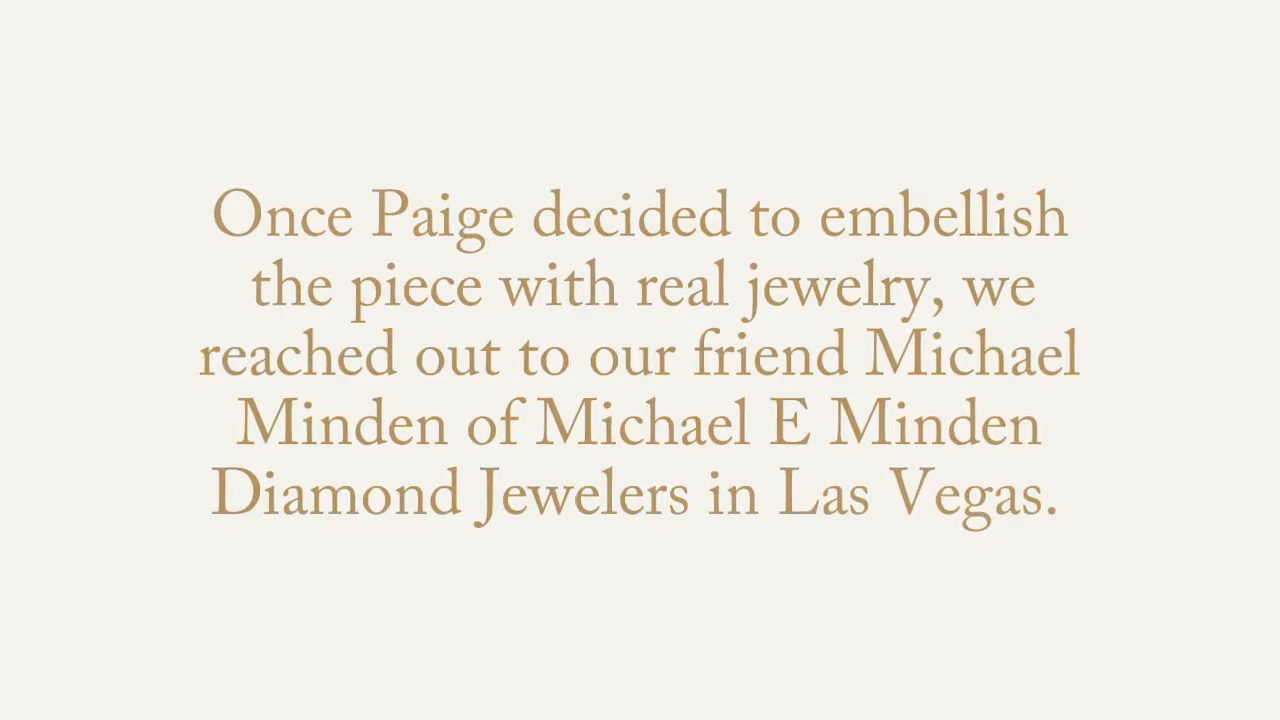 Once Paige decided to embellish
the piece with real jewelry, we
reached out to our friend Michael
Minden of Michael E Minden
Diamond Jewelers in Las Vegas.